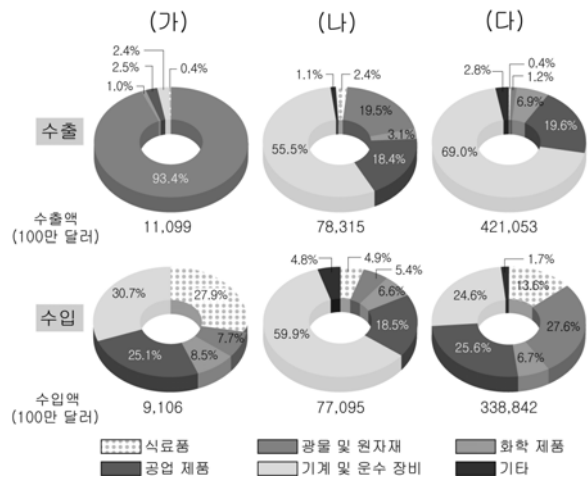 (가) (나) (다)
2.4% 0.4%
2.5%
1.0%
93.4%
1.1% 2.4%
19.5%
3.1%
18.4%
55.5%
2.8% 0.4%
1.2%
6.9%
19.6%
69.0%
수출
수출액
(100만 달러)
11,099 78,315 421,053
30.7% 27.9%
7.7%
8.5%
25.1%
4.8% 4.9%
5.4%
6.6%
18.5%
59.9%
1.7%
13.6%
27.6%
6.7%
25.6%
24.6%
수입
수입액
(100만 달러)
9,106 77,095 338,842
식료품 광물 및 원자재 화학 제품
공업 제품 기계 및 운수 장비 기타